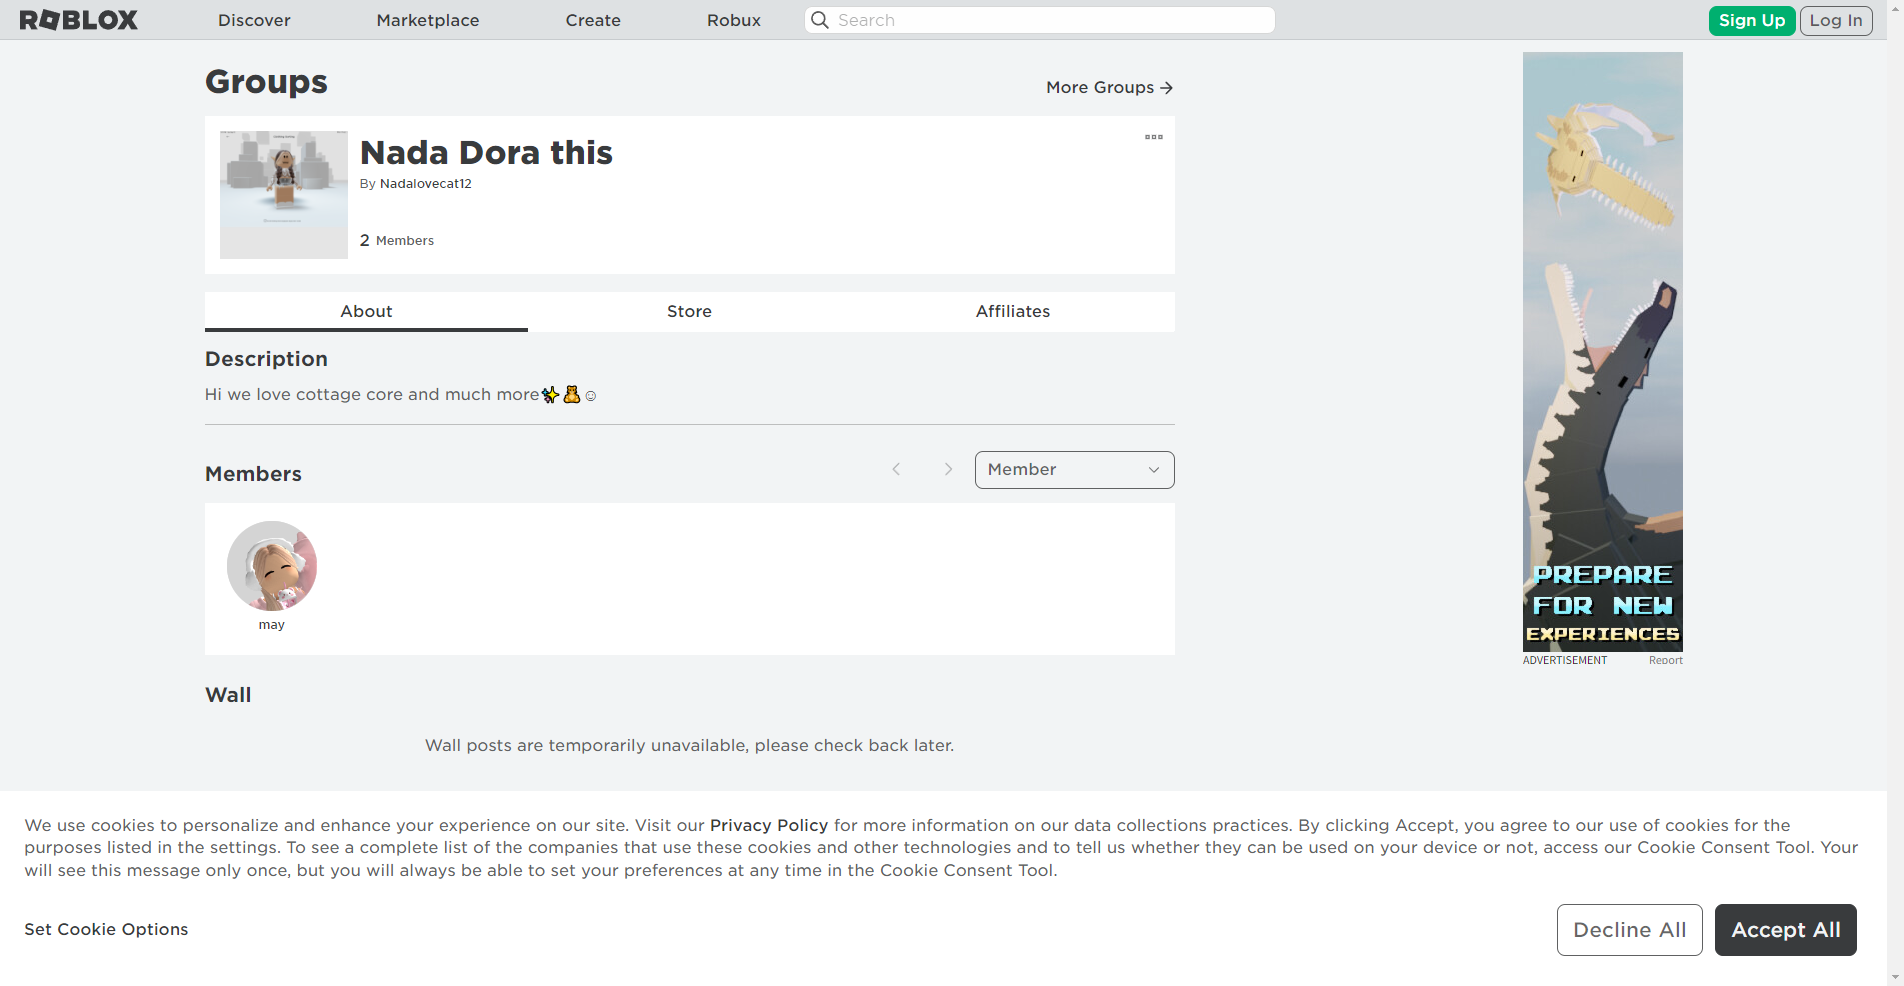 ROBLOX
Discover
Marketplace
Create
Robux
Search
Sign Up
Log In
Groups
More Groups
Nada Dora this
By Nadalovecat12
2 Members
About
Store
Affiliates
Description
Hi we love cottage core and much more✨🧸☺
Members
Member
may
Wall
Wall posts are temporarily unavailable, please check back later.
PREPARE
FOR NEW
EXPERIENCES
ADVERTISEMENT
Report
We use cookies to personalize and enhance your experience on our site. Visit our Privacy Policy for more information on our data collections practices. By clicking Accept, you agree to our use of cookies for the
purposes listed in the settings. To see a complete list of the companies that use these cookies and other technologies and to tell us whether they can be used on your device or not, access our Cookie Consent Tool. Your
will see this message only once, but you will always be able to set your preferences at any time in the Cookie Consent Tool.
Set Cookie Options
Decline All
Accept All